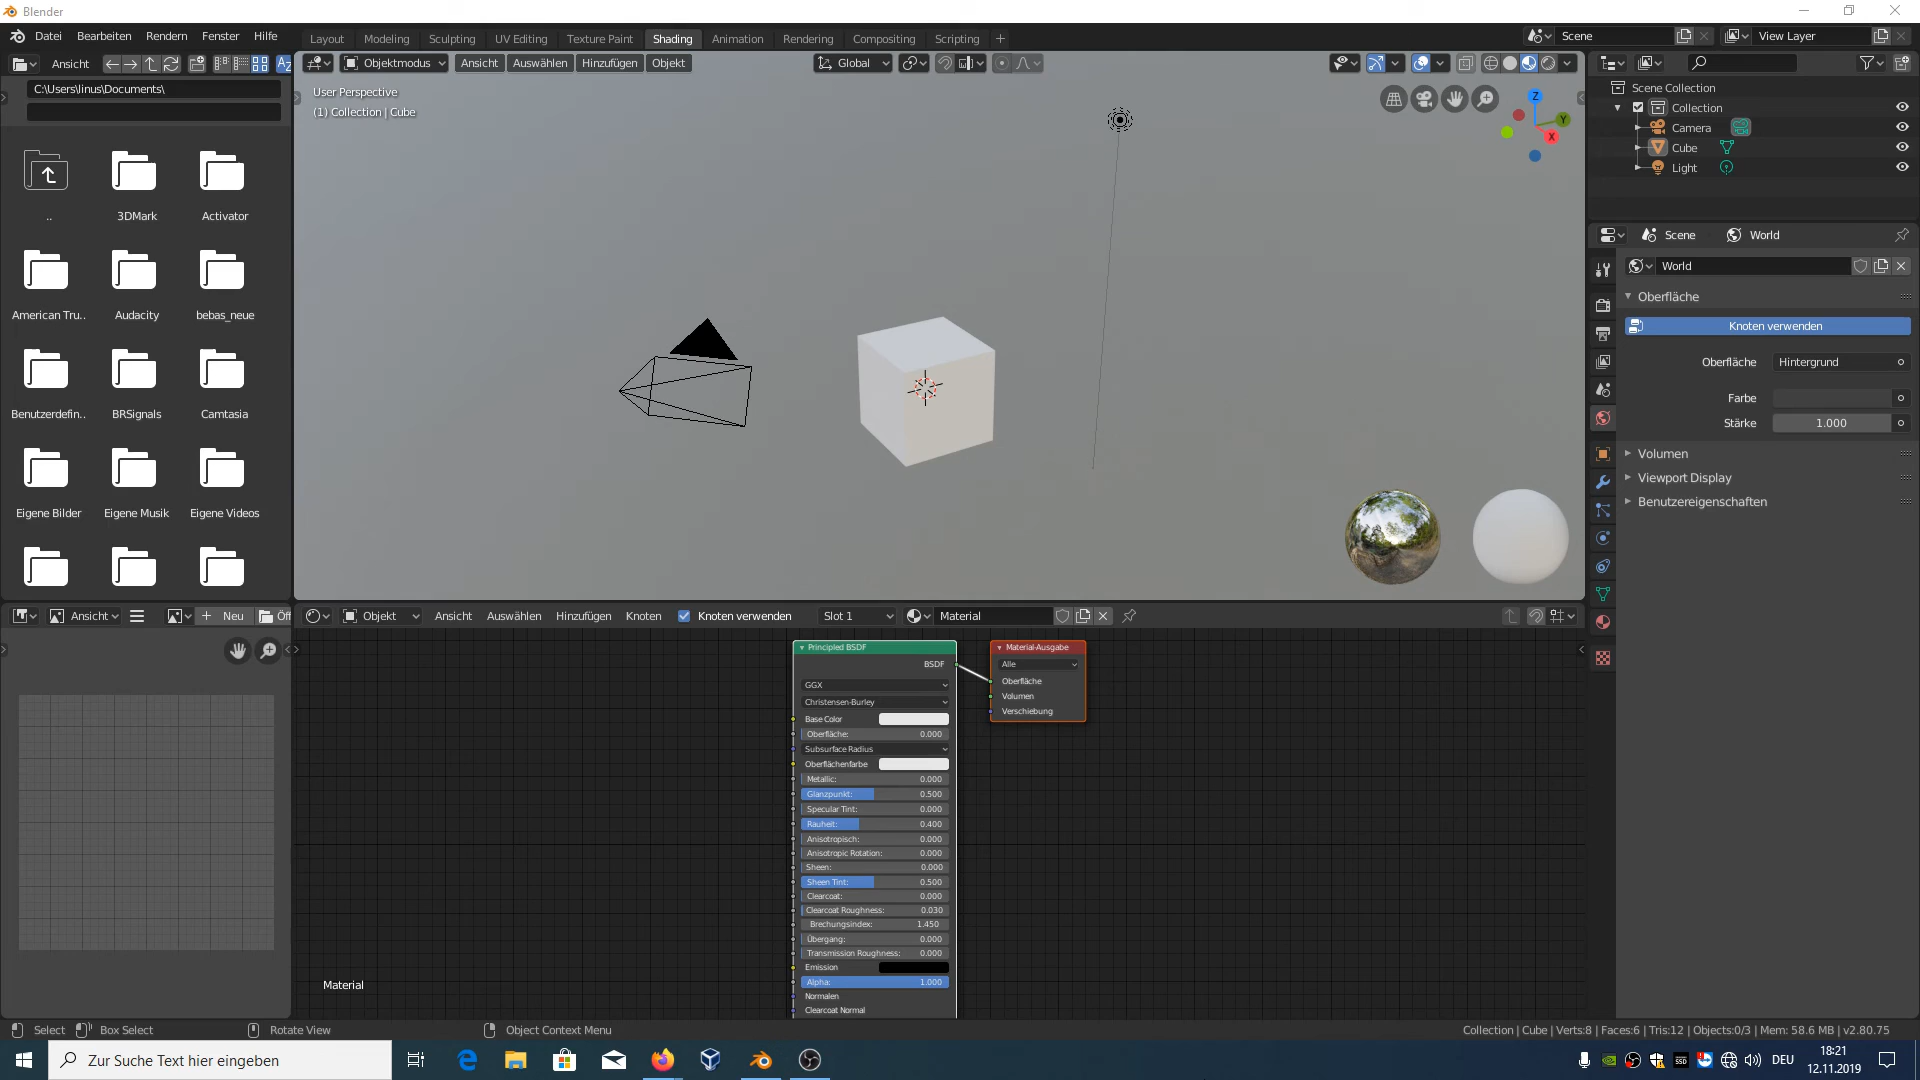 Blender
Datei Bearbeiten Rendern Fenster Hilfe
Layout Modeling Sculpting UV Editing Texture Paint Shading Animation Rendering Compositing Scripting +
Scene View Layer
Ansicht
Objektmodus Ansicht Auswählen Hinzufügen Objekt Global
C:\Users\linus\Documents\
User Perspective
(1) Collection | Cube
Z
Y
X
Scene Collection
Collection
Camera
Cube
Light
.. 3DMark Activator
American Tru.. Audacity bebas_neue
Benutzerdefin.. BRSignals Camtasia
Eigene Bilder Eigene Musik Eigene Videos
Scene World
World
Oberfläche
Knoten verwenden
Oberfläche Hintergrund
Farbe
Stärke 1.000
Volumen
Viewport Display
Benutzereigenschaften
Ansicht + Neu Öff
Objekt Ansicht Auswählen Hinzufügen Knoten Knoten verwenden Slot 1 Material
Principled BSDF
BSDF
GGX
Christensen-Burley
Base Color
Oberfläche: 0.000
Subsurface Radius
Oberflächenfarbe
Metallic: 0.000
Glanzpunkt: 0.500
Specular Tint: 0.000
Rauheit: 0.400
Anisotropisch: 0.000
Anisotropic Rotation: 0.000
Sheen: 0.000
Sheen Tint: 0.500
Clearcoat: 0.000
Clearcoat Roughness: 0.030
Brechungsindex: 1.450
Übergang: 0.000
Transmission Roughness: 0.000
Emission
Alpha: 1.000
Normalen
Clearcoat Normal
Material-Ausgabe
Alle
Oberfläche
Volumen
Verschiebung
Material
Select Box Select Rotate View Object Context Menu
Collection | Cube | Verts:8 | Faces:6 | Tris:12 | Objects:0/3 | Mem: 58.6 MB | v2.80.75
Zur Suche Text hier eingeben
SSD
DEU
18:21
12.11.2019